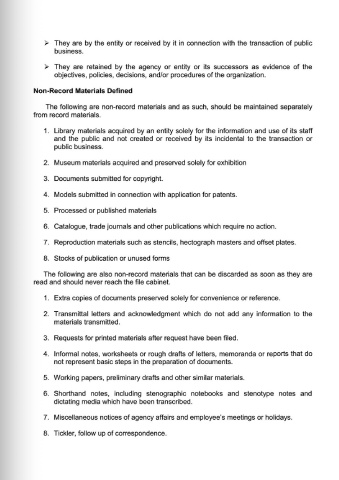 ➢ They are by the entity or received by it in connection with the transaction of public
business.
➢ They are retained by the agency or entity or its successors as evidence of the
objectives, policies, decisions, and/or procedures of the organization.
Non-Record Materials Defined
The following are non-record materials and as such, should be maintained separately
from record materials.
1. Library materials acquired by an entity solely for the information and use of its staff
and the public and not created or received by its incidental to the transaction or
public business.
2. Museum materials acquired and preserved solely for exhibition
3. Documents submitted for copyright.
4. Models submitted in connection with application for patents.
5. Processed or published materials
6. Catalogue, trade journals and other publications which require no action.
7. Reproduction materials such as stencils, hectograph masters and offset plates.
8. Stocks of publication or unused forms
The following are also non-record materials that can be discarded as soon as they are
read and should never reach the file cabinet.
1. Extra copies of documents preserved solely for convenience or reference.
2. Transmittal letters and acknowledgment which do not add any information to the
materials transmitted.
3. Requests for printed materials after request have been filed.
4. Informal notes, worksheets or rough drafts of letters, memoranda or reports that do
not represent basic steps in the preparation of documents.
5. Working papers, preliminary drafts and other similar materials.
6. Shorthand notes, including stenographic notebooks and stenotype notes and
dictating media which have been transcribed.
7. Miscellaneous notices of agency affairs and employee's meetings or holidays.
8. Tickler, follow up of correspondence.